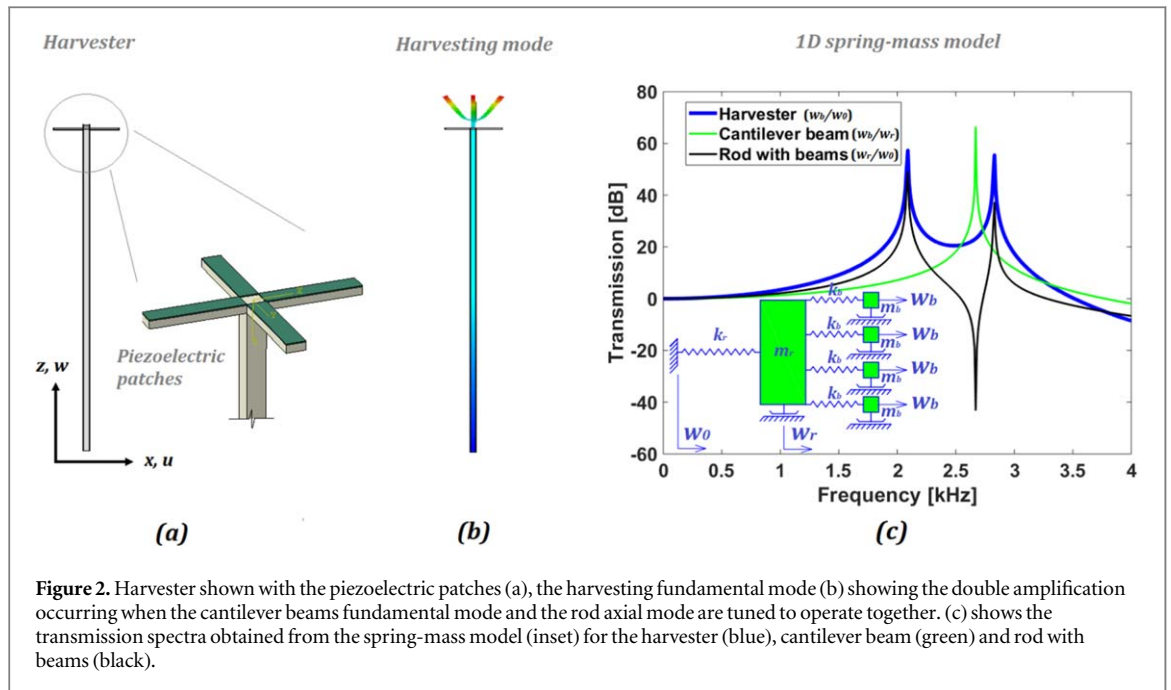 Harvester
Harvesting mode
1D spring-mass model
z, w
x, u
Piezoelectric
patches
(a)
(b)
Transmission [dB]
80
60
40
20
0
-20
-40
-60
Harvester (wb/w0)
Cantilever beam (wb/wr)
Rod with beams (wr/w0)
kr
mr
kb
mb
wb
kb
mb
wb
kb
mb
wb
kb
mb
wb
w0
wr
0
0.5
1
1.5
2
2.5
3
3.5
4
Frequency [kHz]
(c)
Figure 2. Harvester shown with the piezoelectric patches (a), the harvesting fundamental mode (b) showing the double amplification
occurring when the cantilever beams fundamental mode and the rod axial mode are tuned to operate together. (c) shows the
transmission spectra obtained from the spring-mass model (inset) for the harvester (blue), cantilever beam (green) and rod with
beams (black).